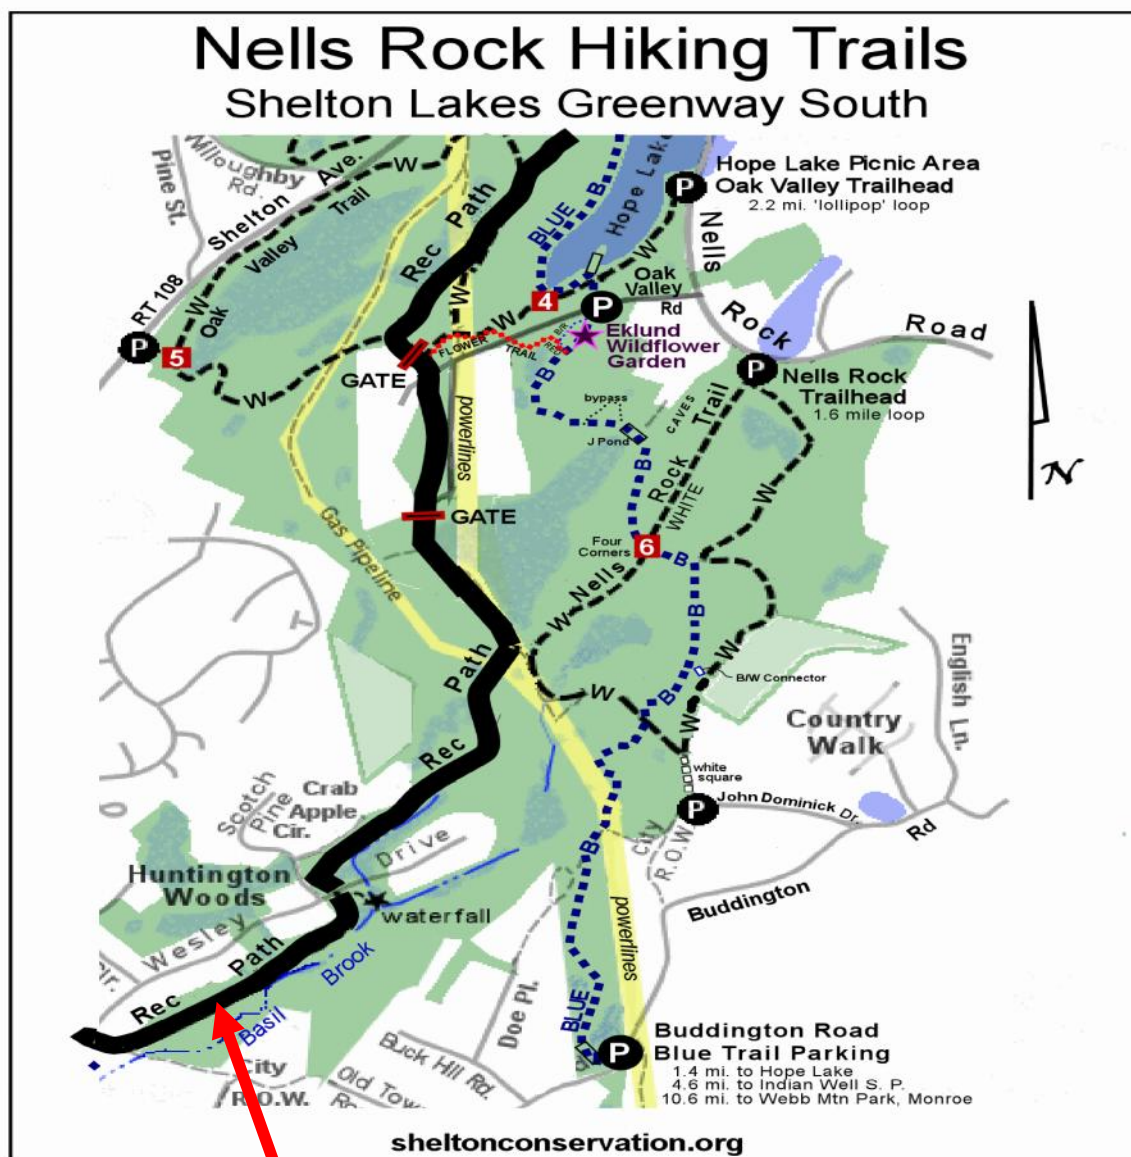 Nells Rock Hiking Trails
Shelton Lakes Greenway South
Willoughby
Rd.
Pine St.
Shelton Ave.
RT 108
Oak Valley Trail
W
W
W
W
Rec Path
W
BLUE
B
Hope Lake
P
Hope Lake Picnic Area
Oak Valley Trailhead
2.2 mi. 'lollipop' loop
Nells Rock Road
W
4
P
Oak
Valley
Rd
W
P
5
FLOWER TRAIL
B/R
RED
Eklund
Wildflower
Garden
GATE
B
P
Nells Rock
Trailhead
1.6 mile loop
bypass
J Pond
CAVES
powerlines
B
Nells Rock Trail
WHITE
W
GATE
Gas Pipeline
Four
Corners
6
B
W
B
W
B/W Connector
English Ln.
Rec Path
W
B
W
Country
Walk
white
square
P
John Dominick Dr.
Scotch
Pine
Crab
Apple
Cir.
Drive
City
R.O.W.
Rd
Huntington
Woods
waterfall
B
Buddington
Wesley
Cir.
Rec Path
Brook
Basil
powerlines
Doe Pl.
BLUE
P
Buddington Road
Blue Trail Parking
1.4 mi. to Hope Lake
4.6 mi. to Indian Well S. P.
10.6 mi. to Webb Mtn Park, Monroe
Buck Hill Rd.
City
R.O.W.
Old Town
N
sheltonconservation.org